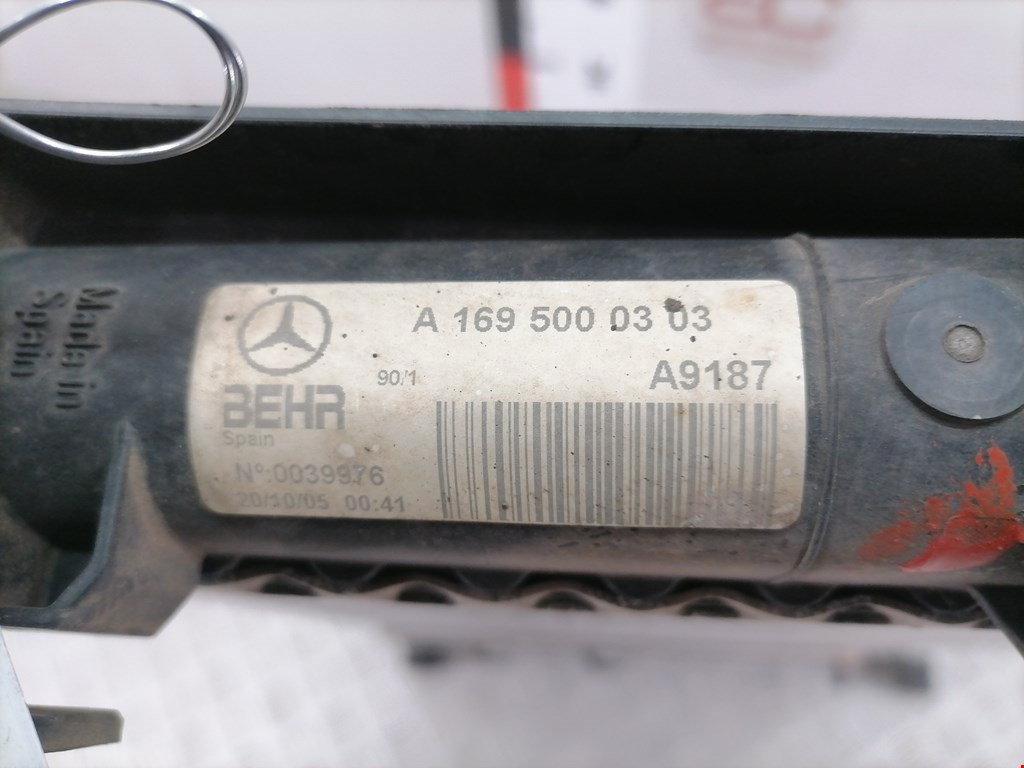 Made in
Spain
A 169 500 03 03
90/1
A9187
BEHR
Spain
Nº:0039976
20/10/05 00:41